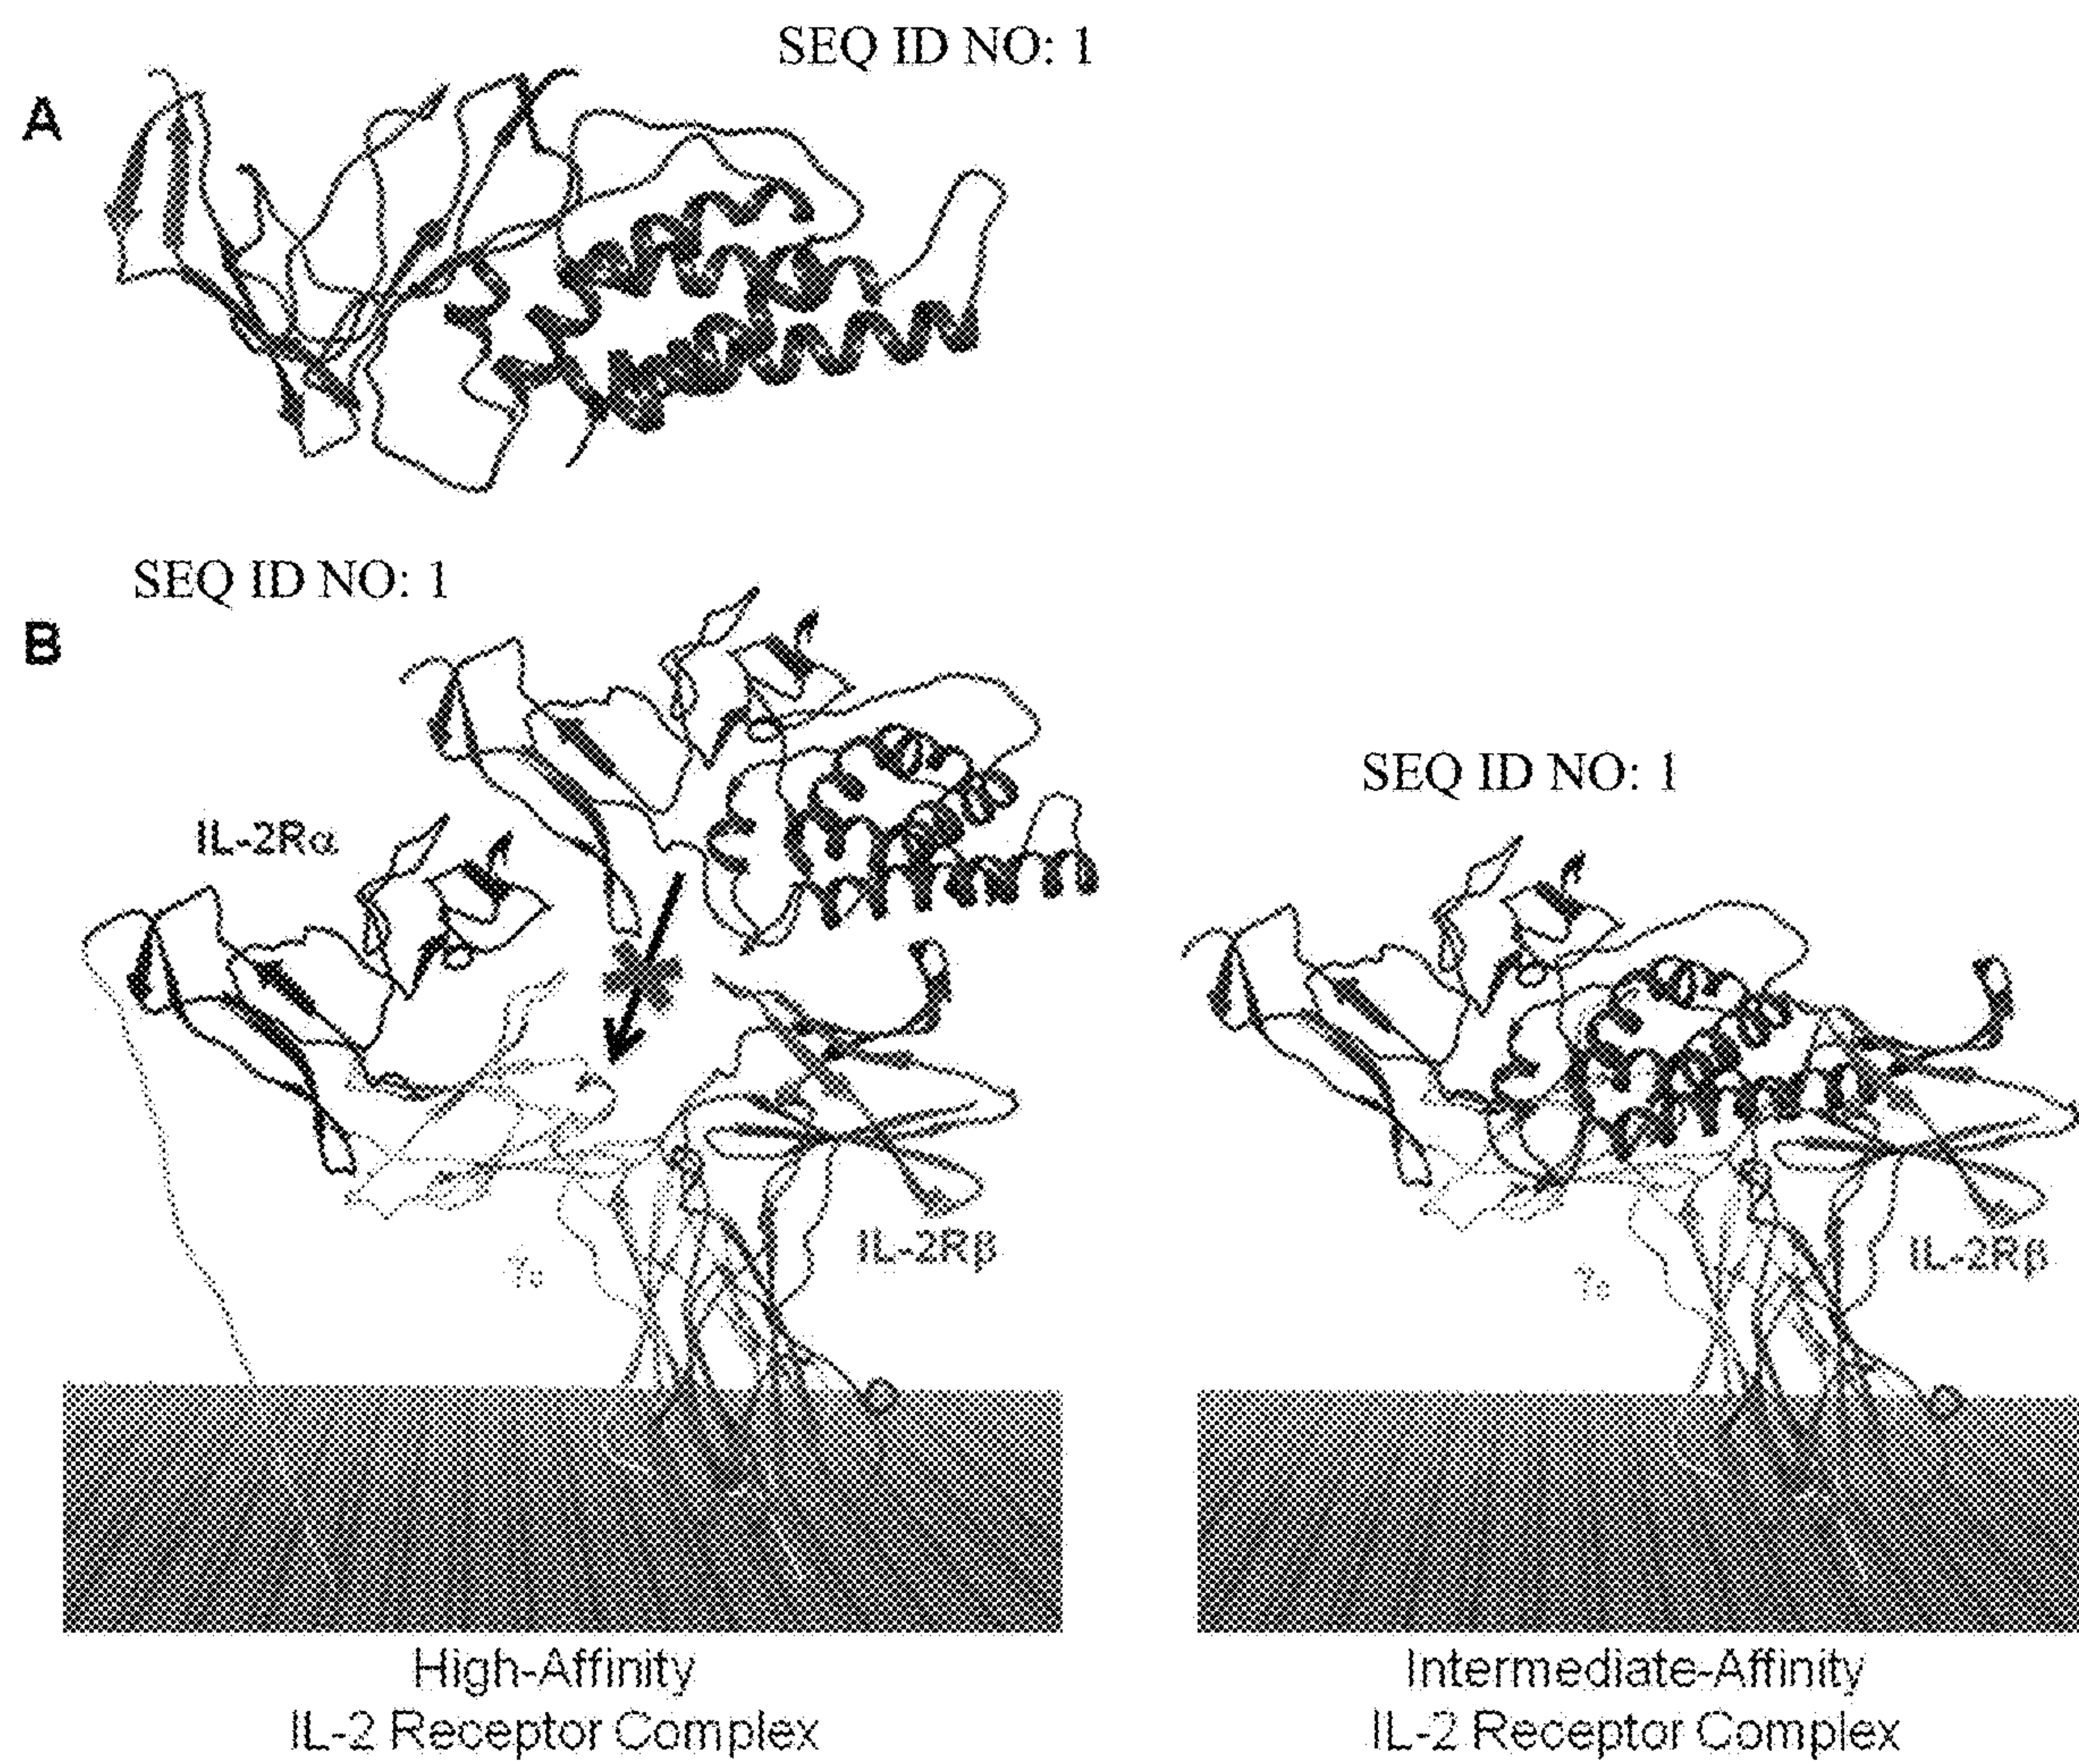 SEQ ID NO: 1
A
SEQ ID NO: 1
B
SEQ ID NO: 1
IL-2Rα
IL-2Rβ
IL-2Rβ
High-Affinity
IL-2 Receptor Complex
Intermediate-Affinity
IL-2 Receptor Complex